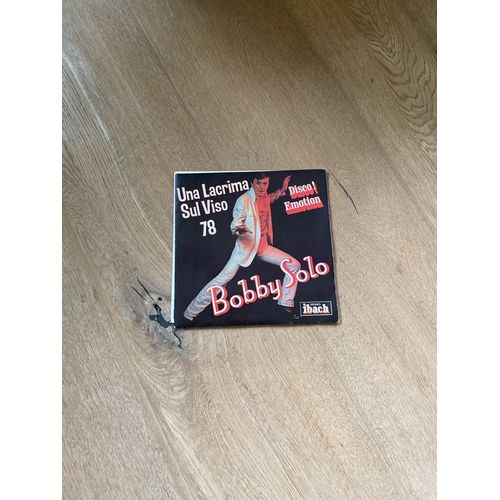 Una Lacrima
Sul Viso
78
Disco!
Emotion
Bobby Solo
ibach